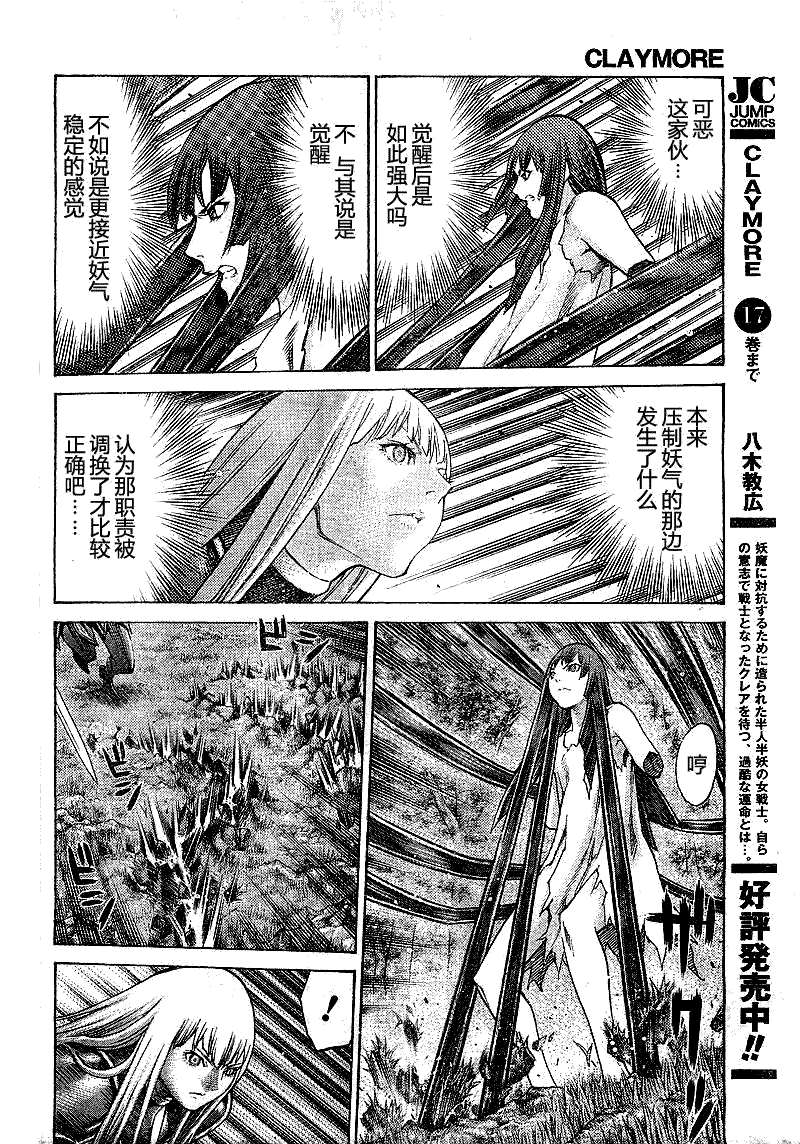 CLAYMORE
可恶
这家伙…
觉醒后是
如此强大吗
不 与其说是
觉醒
不如说是更接近妖气
稳定的感觉
本来
压制妖气的那边
发生了什么
认为那职责被
调换了才比较
正确吧……
哼
ズズズ
ドドド
!
JC
JUMP
COMICS
CLAYMORE
17
巻まで
八木教広
妖魔に対抗するために造られた半人半妖の女戦士。自ら
の意志で戦士となったクレアを待つ、過酷な運命とは…。
好評発売中!!